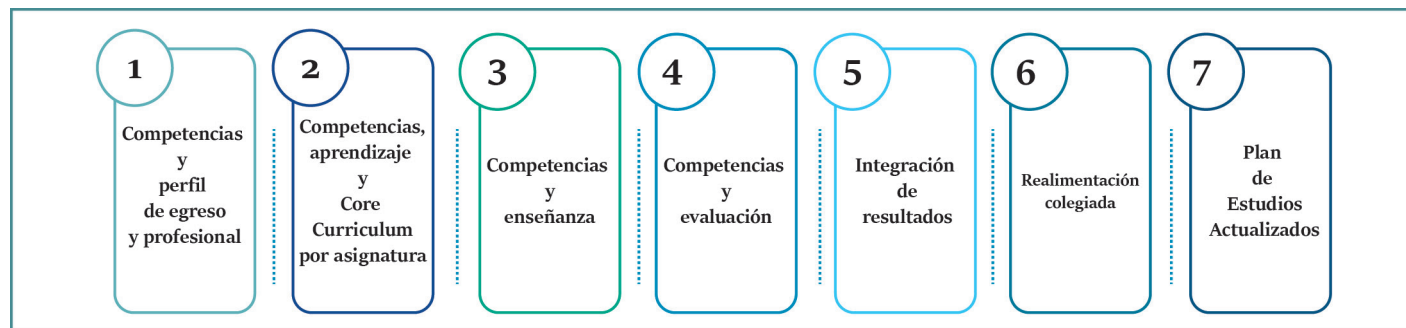 1
Competencias
y
perfil
de egreso
y profesional
2
Competencias,
aprendizaje
y
Core
Curriculum
por asignatura
3
Competencias
y
enseñanza
4
Competencias
y
evaluación
5
Integración
de
resultados
6
Realimentación
colegiada
7
Plan
de
Estudios
Actualizados